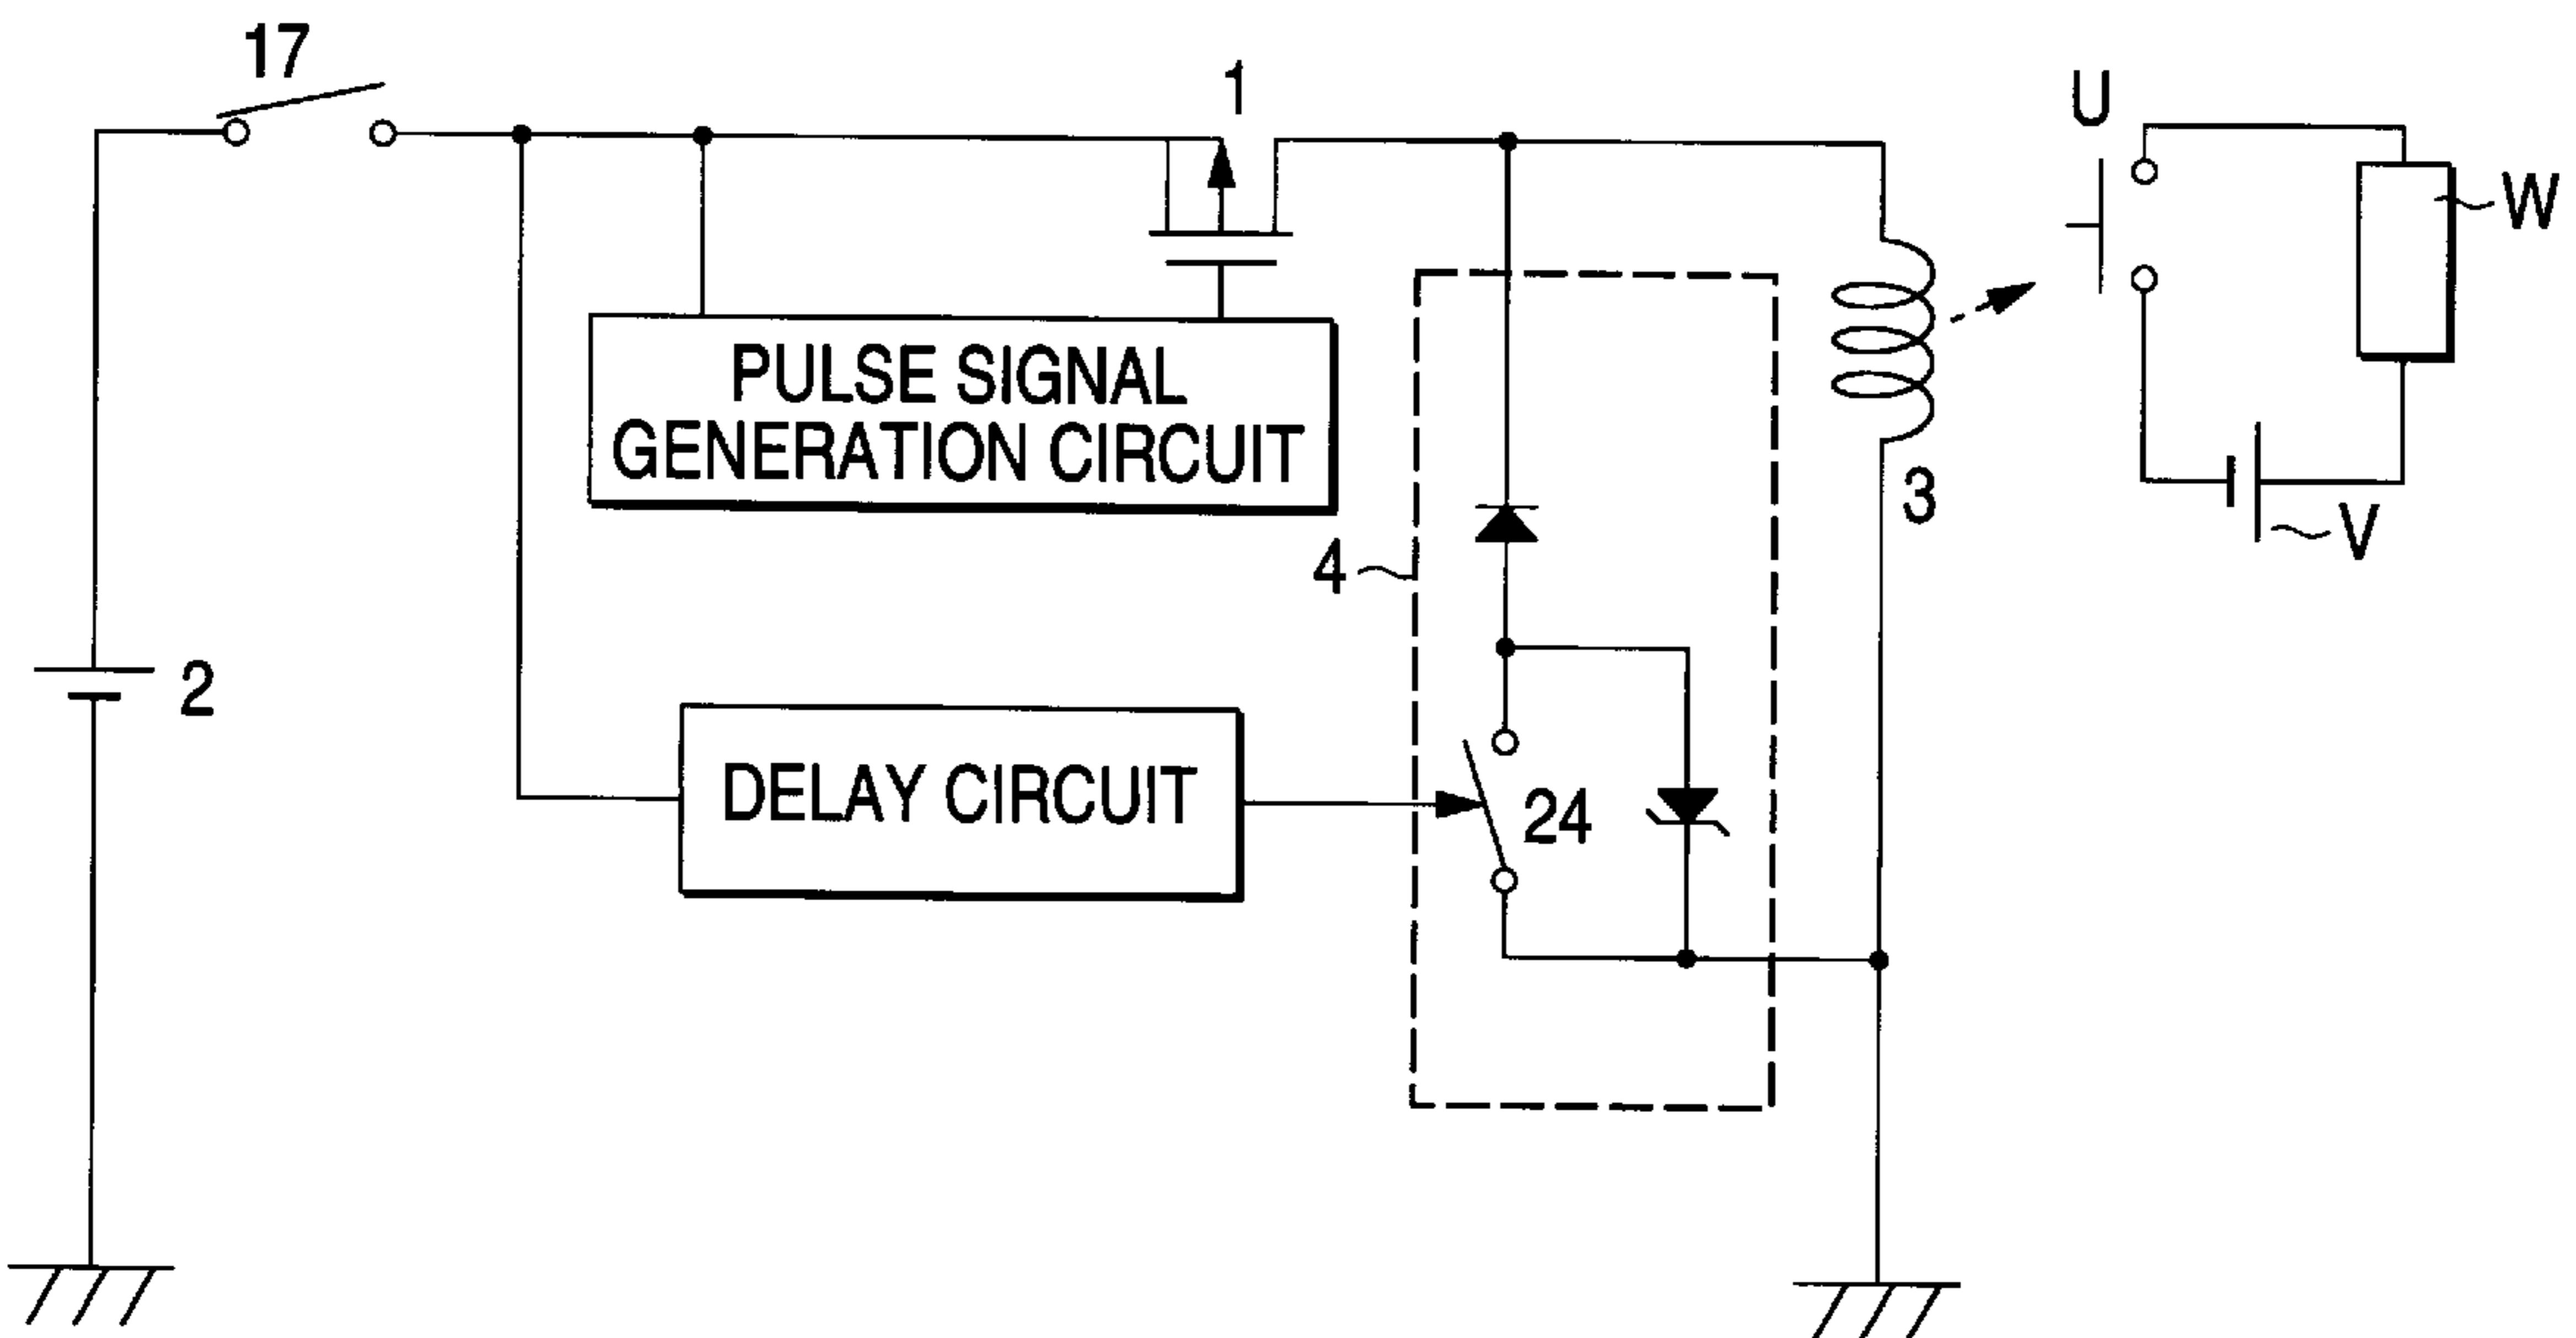 17
1
U
W
PULSE SIGNAL
GENERATION CIRCUIT
3
V
4
2
DELAY CIRCUIT
24